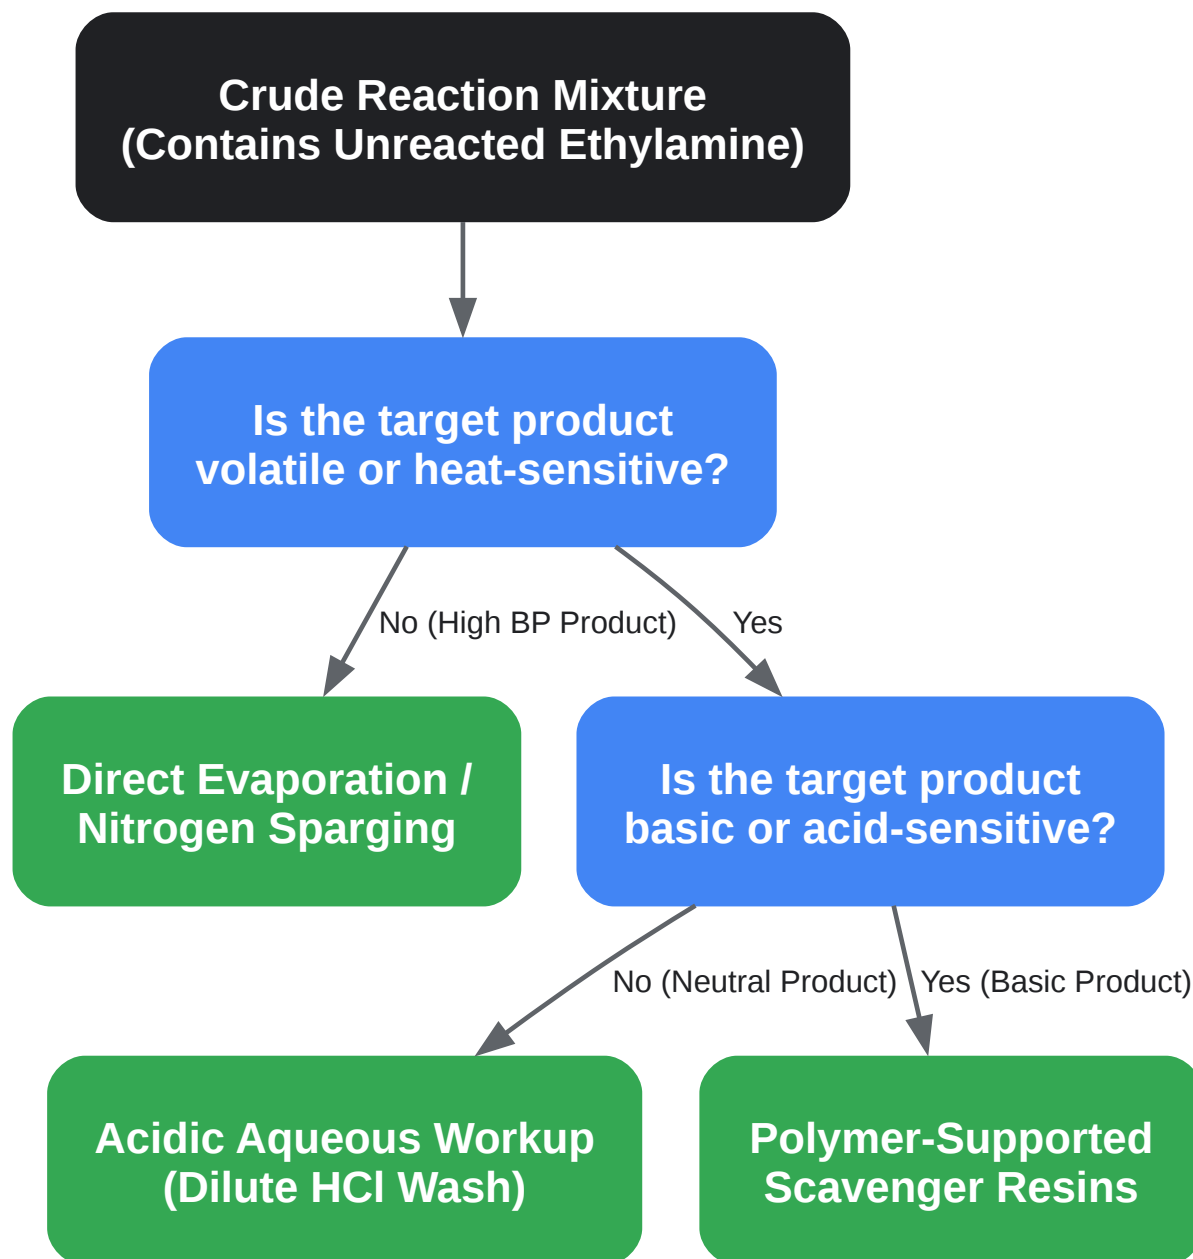 Crude Reaction Mixture
(Contains Unreacted Ethylamine)
Is the target product
volatile or heat-sensitive?
No (High BP Product)
Yes
Direct Evaporation /
Nitrogen Sparging
Is the target product
basic or acid-sensitive?
No (Neutral Product)
Yes (Basic Product)
Acidic Aqueous Workup
(Dilute HCl Wash)
Polymer-Supported
Scavenger Resins